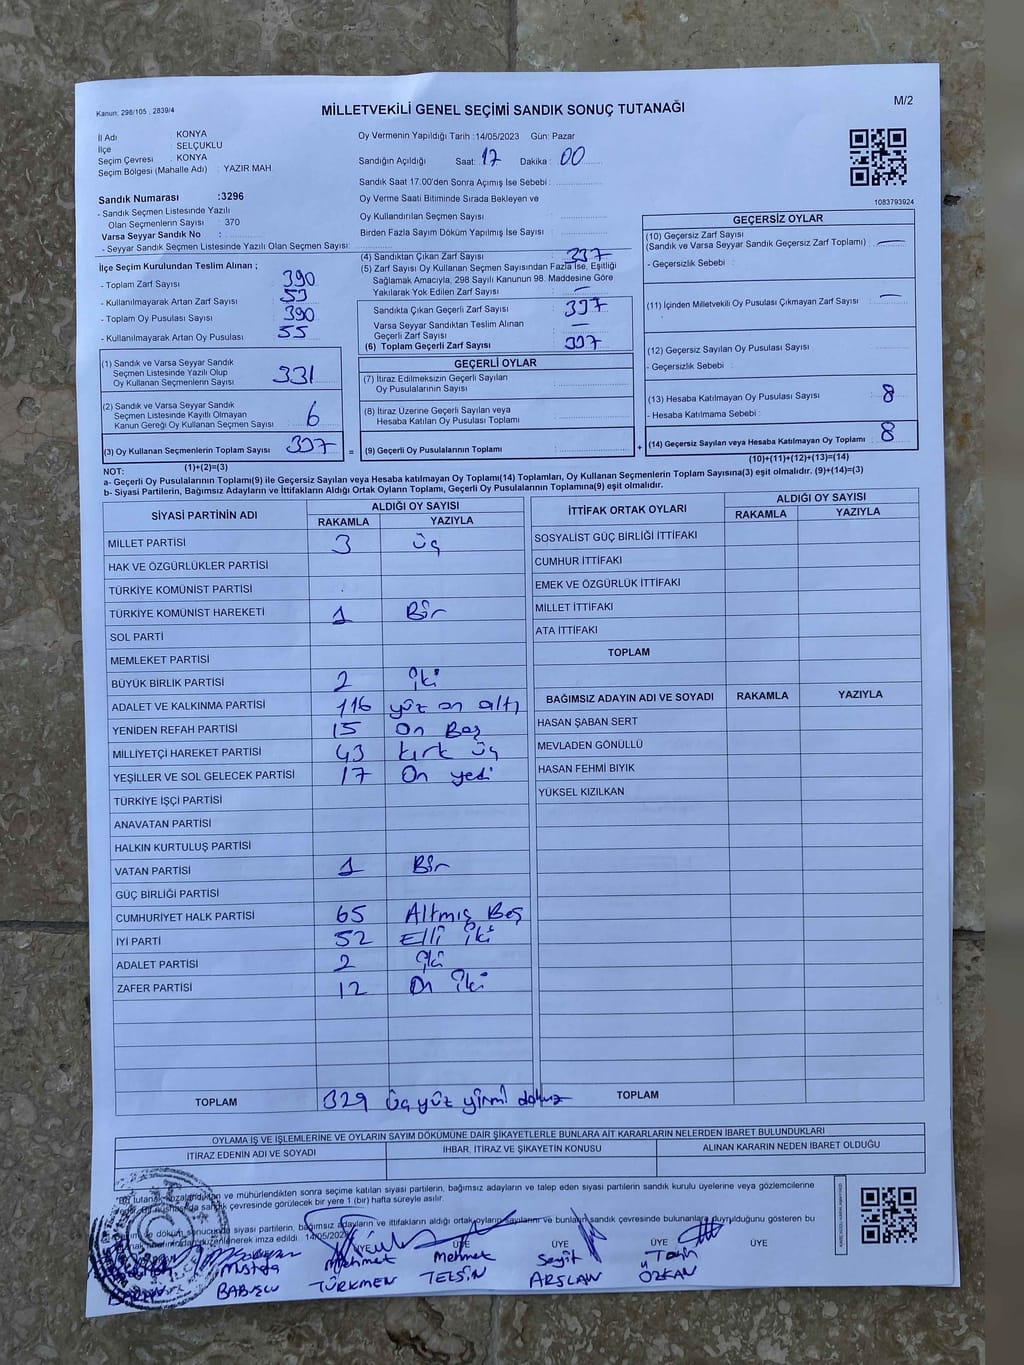 Kanun: 298/105 , 2839/4
MİLLETVEKİLİ GENEL SEÇİMİ SANDIK SONUÇ TUTANAĞI
M/2
İl Adı KONYA
İlçe SELÇUKLU
Seçim Çevresi : KONYA
Seçim Bölgesi (Mahalle Adı) : YAZIR MAH.
Sandık Numarası :3296
- Sandık Seçmen Listesinde Yazılı
Olan Seçmenlerin Sayısı : 370
Varsa Seyyar Sandık No :
- Seyyar Sandık Seçmen Listesinde Yazılı Olan Seçmen Sayısı:
Oy Vermenin Yapıldığı Tarih :14/05/2023 Gün: Pazar
Sandığın Açıldığı Saat: 17 Dakika : 00
Sandık Saat 17.00'den Sonra Açımış İse Sebebi :
Oy Verme Saati Bitiminde Sırada Bekleyen ve
Oy Kullandırılan Seçmen Sayısı :
Birden Fazla Sayım Döküm Yapılmış İse Sayısı :
1083793924
İlçe Seçim Kurulundan Teslim Alınan ;
- Toplam Zarf Sayısı : 390
- Kullanılmayarak Artan Zarf Sayısı : 53
- Toplam Oy Pusulası Sayısı : 390
- Kullanılmayarak Artan Oy Pusulası : 55
(1) Sandık ve Varsa Seyyar Sandık
Seçmen Listesinde Yazılı Olup
Oy Kullanan Seçmenlerin Sayısı : 331
(2) Sandık ve Varsa Seyyar Sandık
Seçmen Listesinde Kayıtlı Olmayan
Kanun Gereği Oy Kullanan Seçmen Sayısı : 6
(3) Oy Kullanan Seçmenlerin Toplam Sayısı : 337
(1)+(2)=(3)
(4) Sandıktan Çıkan Zarf Sayısı : 337
(5) Zarf Sayısı Oy Kullanan Seçmen Sayısından Fazla İse, Eşitliği
Sağlamak Amacıyla, 298 Sayılı Kanunun 98. Maddesine Göre
Yakılarak Yok Edilen Zarf Sayısı : —
Sandıkta Çıkan Geçerli Zarf Sayısı : 337
Varsa Seyyar Sandıktan Teslim Alınan
Geçerli Zarf Sayısı : —
(6) Toplam Geçerli Zarf Sayısı : 337
GEÇERLİ OYLAR
(7) İtiraz Edilmeksizin Geçerli Sayılan
Oy Pusulalarının Sayısı :
(8) İtiraz Üzerine Geçerli Sayılan veya
Hesaba Katılan Oy Pusulası Toplamı :
= (9) Geçerli Oy Pusulalarının Toplamı :
GEÇERSİZ OYLAR
(10) Geçersiz Zarf Sayısı
(Sandık ve Varsa Seyyar Sandık Geçersiz Zarf Toplamı) : —
- Geçersizlik Sebebi :
(11) İçinden Milletvekili Oy Pusulası Çıkmayan Zarf Sayısı : —
(12) Geçersiz Sayılan Oy Pusulası Sayısı :
- Geçersizlik Sebebi :
(13) Hesaba Katılmayan Oy Pusulası Sayısı : 8
- Hesaba Katılmama Sebebi :
+ (14) Geçersiz Sayılan veya Hesaba Katılmayan Oy Toplamı : 8
(10)+(11)+(12)+(13)=(14)
NOT:
a- Geçerli Oy Pusulalarının Toplamı(9) ile Geçersiz Sayılan veya Hesaba katılmayan Oy Toplamı(14) Toplamları, Oy Kullanan Seçmenlerin Toplam Sayısına(3) eşit olmalıdır. (9)+(14)=(3)
b- Siyasi Partilerin, Bağımsız Adayların ve İttifakların Aldığı Ortak Oyların Toplamı, Geçerli Oy Pusulalarının Toplamına(9) eşit olmalıdır.
SİYASİ PARTİNİN ADI ALDIĞI OY SAYISI
RAKAMLA YAZIYLA
MİLLET PARTİSİ 3 üç
HAK VE ÖZGÜRLÜKLER PARTİSİ
TÜRKİYE KOMÜNİST PARTİSİ
TÜRKİYE KOMÜNİST HAREKETİ 1 Bir
SOL PARTİ
MEMLEKET PARTİSİ
BÜYÜK BİRLİK PARTİSİ 2 iki
ADALET VE KALKINMA PARTİSİ 116 yüz on altı
YENİDEN REFAH PARTİSİ 15 On Beş
MİLLİYETÇİ HAREKET PARTİSİ 43 kırk üç
YEŞİLLER VE SOL GELECEK PARTİSİ 17 On yedi
TÜRKİYE İŞÇİ PARTİSİ
ANAVATAN PARTİSİ
HALKIN KURTULUŞ PARTİSİ
VATAN PARTİSİ 1 Bir
GÜÇ BİRLİĞİ PARTİSİ
CUMHURİYET HALK PARTİSİ 65 Altmış Beş
İYİ PARTİ 52 Elli iki
ADALET PARTİSİ 2 iki
ZAFER PARTİSİ 12 On iki
TOPLAM 329 üç yüz yirmi dokuz
İTTİFAK ORTAK OYLARI ALDIĞI OY SAYISI
RAKAMLA YAZIYLA
SOSYALİST GÜÇ BİRLİĞİ İTTİFAKI
CUMHUR İTTİFAKI
EMEK VE ÖZGÜRLÜK İTTİFAKI
MİLLET İTTİFAKI
ATA İTTİFAKI
TOPLAM
BAĞIMSIZ ADAYIN ADI VE SOYADI RAKAMLA YAZIYLA
HASAN ŞABAN SERT
MEVLADEN GÖNÜLLÜ
HASAN FEHMİ BIYIK
YÜKSEL KIZILKAN
TOPLAM
OYLAMA İŞ VE İŞLEMLERİNE VE OYLARIN SAYIM DÖKÜMÜNE DAİR ŞİKAYETLERLE BUNLARA AİT KARARLARIN NELERDEN İBARET BULUNDUKLARI
İTİRAZ EDENİN ADI VE SOYADI İHBAR, İTİRAZ VE ŞİKAYETİN KONUSU ALINAN KARARIN NEDEN İBARET OLDUĞU
ve mühürlendikten sonra seçime katılan siyasi partilerin, bağımsız adayların ve talep eden siyasi partilerin sandık kurulu üyelerine veya gözlemcilerine
sandık çevresinde görülecek bir yere 1 (bir) hafta süreyle asılır.
ve döküm sonucunda siyasi partilerin, bağımsız adayların ve ittifakların aldığı ortak oyların sayılarını ve bunların sandık çevresinde bulunanlara duyurulduğunu gösteren bu
imza edildi. 14/05/2023
ÜYE ÜYE ÜYE ÜYE ÜYE
Mustafa Mehmet Mehmet Seyit
BABUŞCU TÜRKMEN TELSİN ARSLAN ÖZKAN